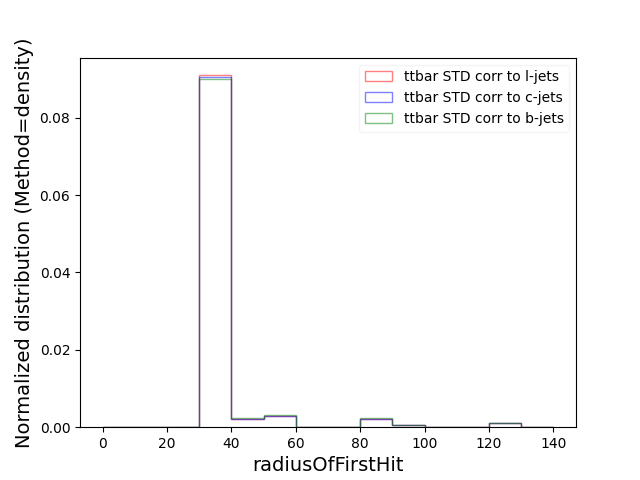 ttbar STD corr to l-jets
ttbar STD corr to c-jets
ttbar STD corr to b-jets
Normalized distribution (Method=density)
0.08
0.06
0.04
0.02
0.00
0 20 40 60 80 100 120 140
radiusOfFirstHit